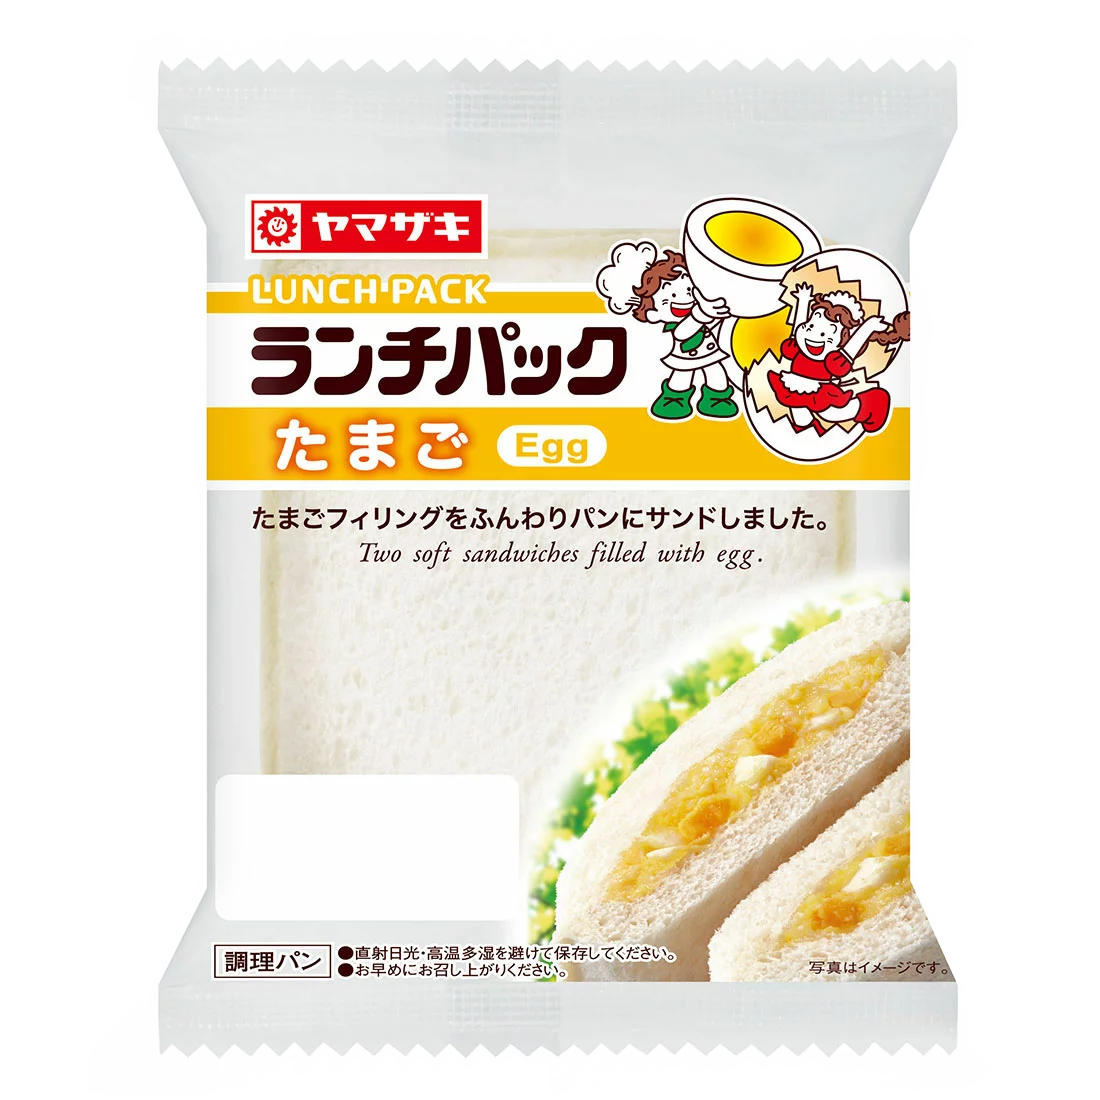 ヤマザキ
LUNCH PACK
ランチパック
たまご Egg
たまごフィリングをふんわりパンにサンドしました。
Two soft sandwiches filled with egg.
調理パン
●直射日光・高温多湿を避けて保存してください。
●お早めにお召し上がりください。
写真はイメージです。